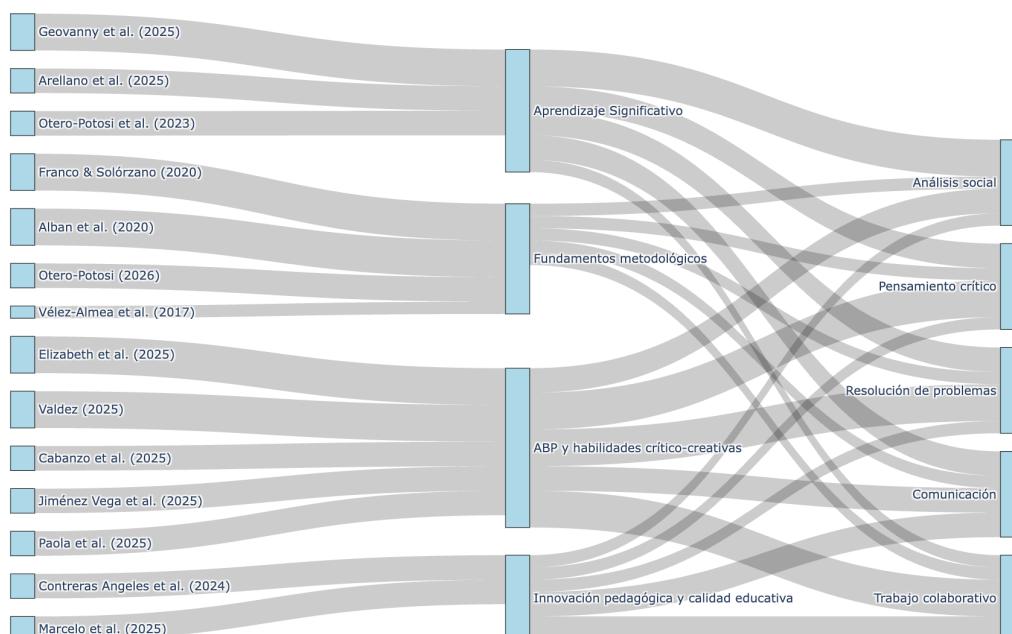 Geovanny et al. (2025)
Arellano et al. (2025)
Otero-Potosi et al. (2023)
Franco & Solórzano (2020)
Alban et al. (2020)
Otero-Potosi (2026)
Vélez-Almea et al. (2017)
Elizabeth et al. (2025)
Valdez (2025)
Cabanzo et al. (2025)
Jiménez Vega et al. (2025)
Paola et al. (2025)
Contreras Angeles et al. (2024)
Marcelo et al. (2025)
Aprendizaje Significativo
Fundamentos metodológicos
ABP y habilidades crítico-creativas
Innovación pedagógica y calidad educativa
Análisis social
Pensamiento crítico
Resolución de problemas
Comunicación
Trabajo colaborativo